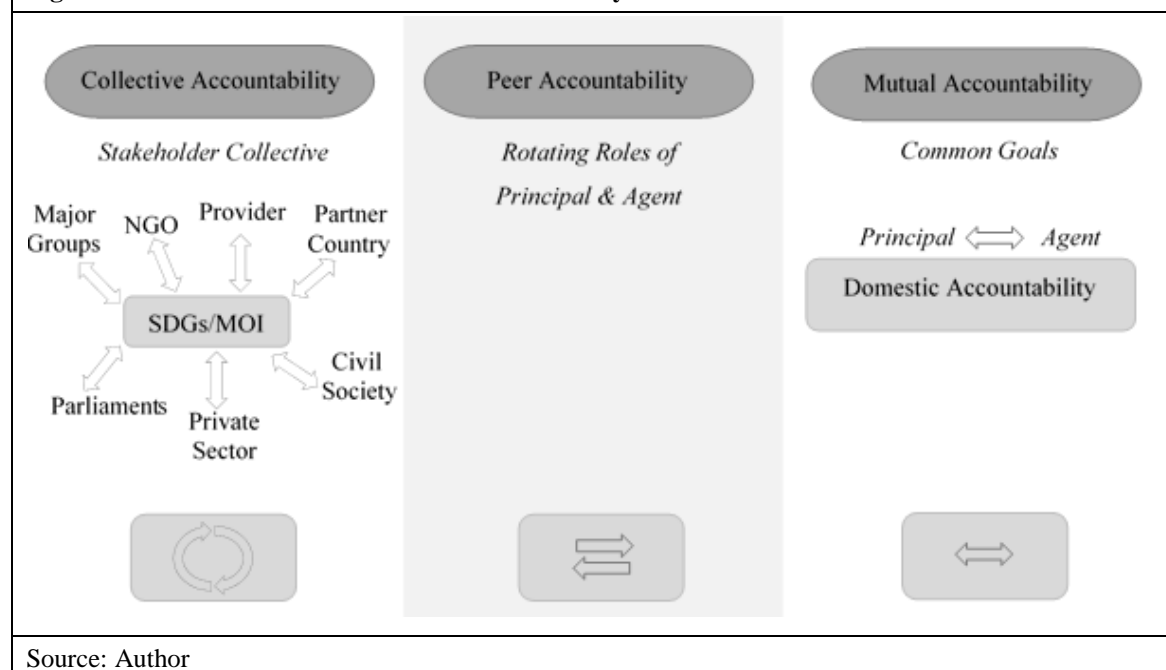 Collective Accountability
Stakeholder Collective
Major
Groups
NGO
Provider
Partner
Country
SDGs/MOI
Parliaments
Private
Sector
Civil
Society
Peer Accountability
Rotating Roles of
Principal & Agent
Mutual Accountability
Common Goals
Principal
Agent
Domestic Accountability
Source: Author